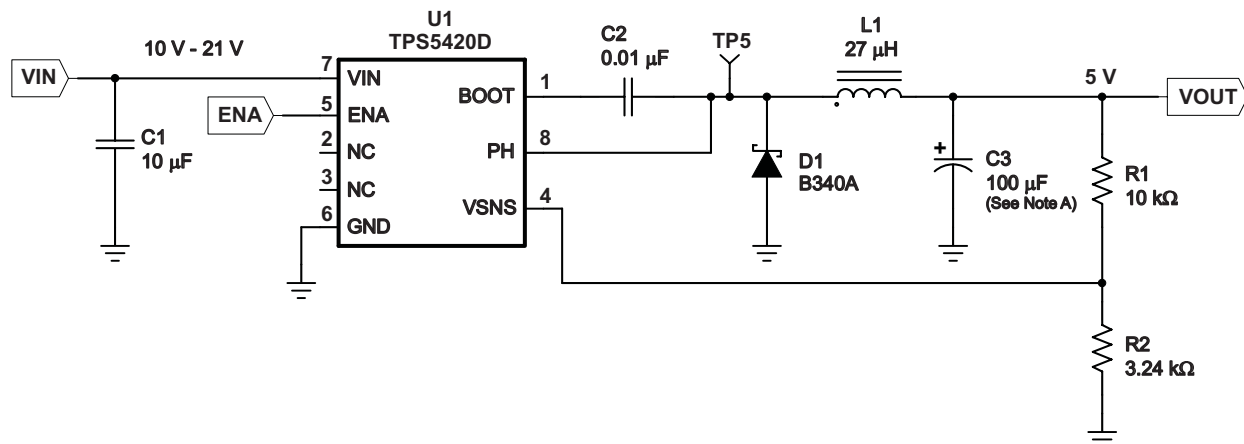 U1
TPS5420D
10 V - 21 V
VIN
ENA
C1
10 µF
7
5
2
3
6
VIN
ENA
NC
NC
GND
BOOT
PH
VSNS
1
8
4
C2
0.01 µF
TP5
L1
27 µH
D1
B340A
5 V
VOUT
+
C3
100 µF
(See Note A)
R1
10 kΩ
R2
3.24 kΩ